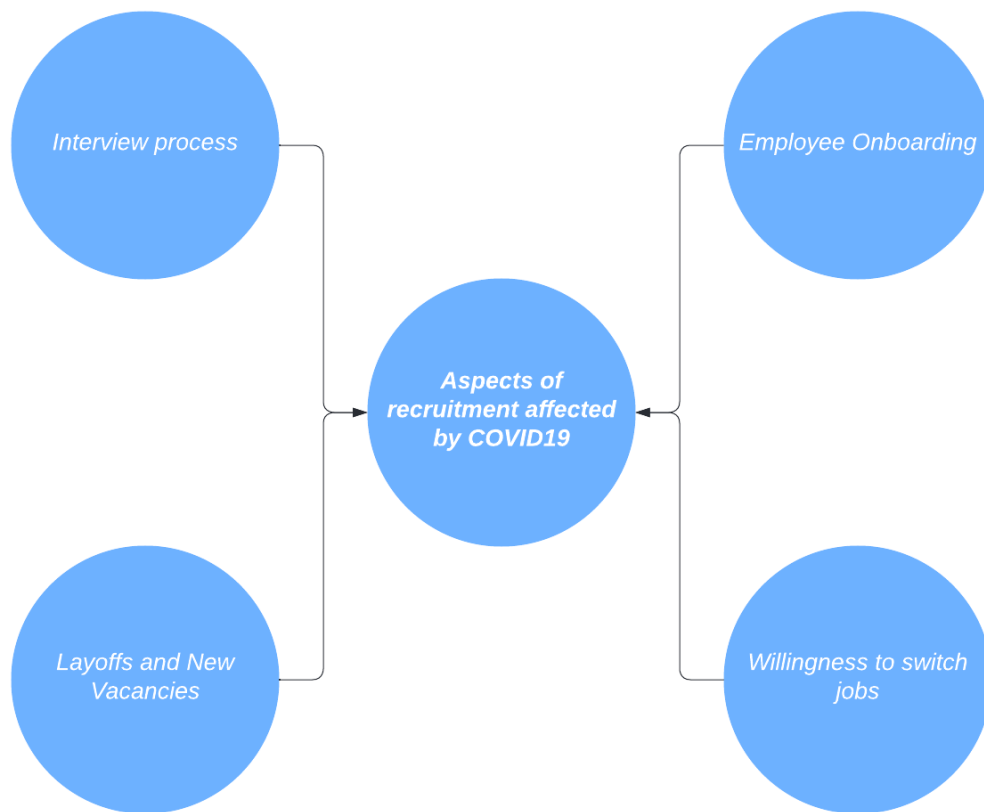 Interview process
Employee Onboarding
Aspects of
recruitment affected
by COVID19
Layoffs and New
Vacancies
Willingness to switch
jobs